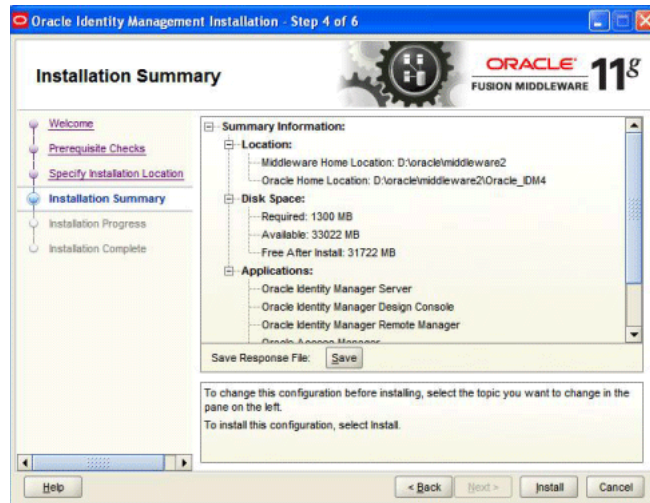 Oracle Identity Management Installation - Step 4 of 6
Installation Summary
ORACLE
FUSION MIDDLEWARE 11g
Welcome
Prerequisite Checks
Specify Installation Location
Installation Summary
Installation Progress
Installation Complete
Summary Information:
Location:
Middleware Home Location: D:\oracle\middleware2
Oracle Home Location: D:\oracle\middleware2\Oracle_IDM4
Disk Space:
Required: 1300 MB
Available: 33022 MB
Free After Install: 31722 MB
Applications:
Oracle Identity Manager Server
Oracle Identity Manager Design Console
Oracle Identity Manager Remote Manager
Oracle Access Manager
Save Response File: Save
To change this configuration before installing, select the topic you want to change in the
pane on the left.
To install this configuration, select Install.
Help
< Back
Next >
Install
Cancel